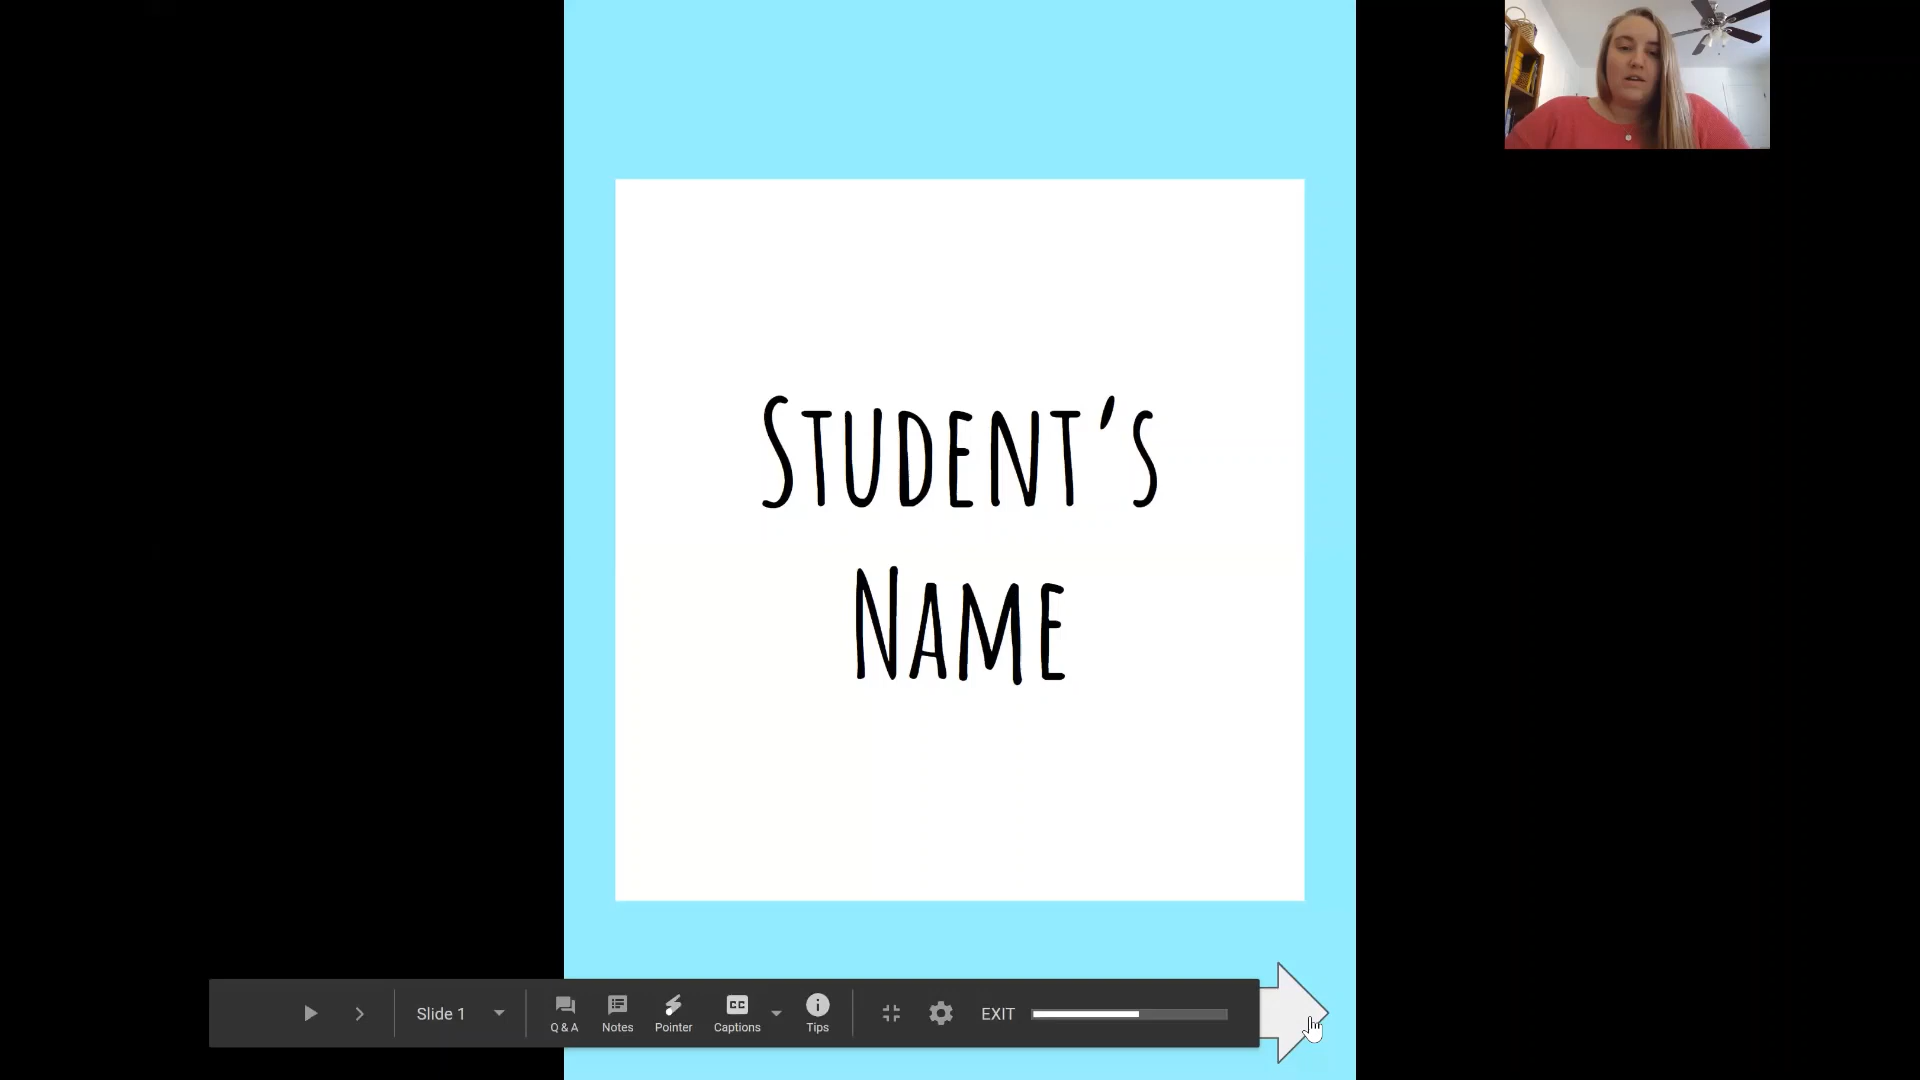 Student's
Name
Slide 1
Q & A
Notes
Pointer
Captions
Tips
EXIT